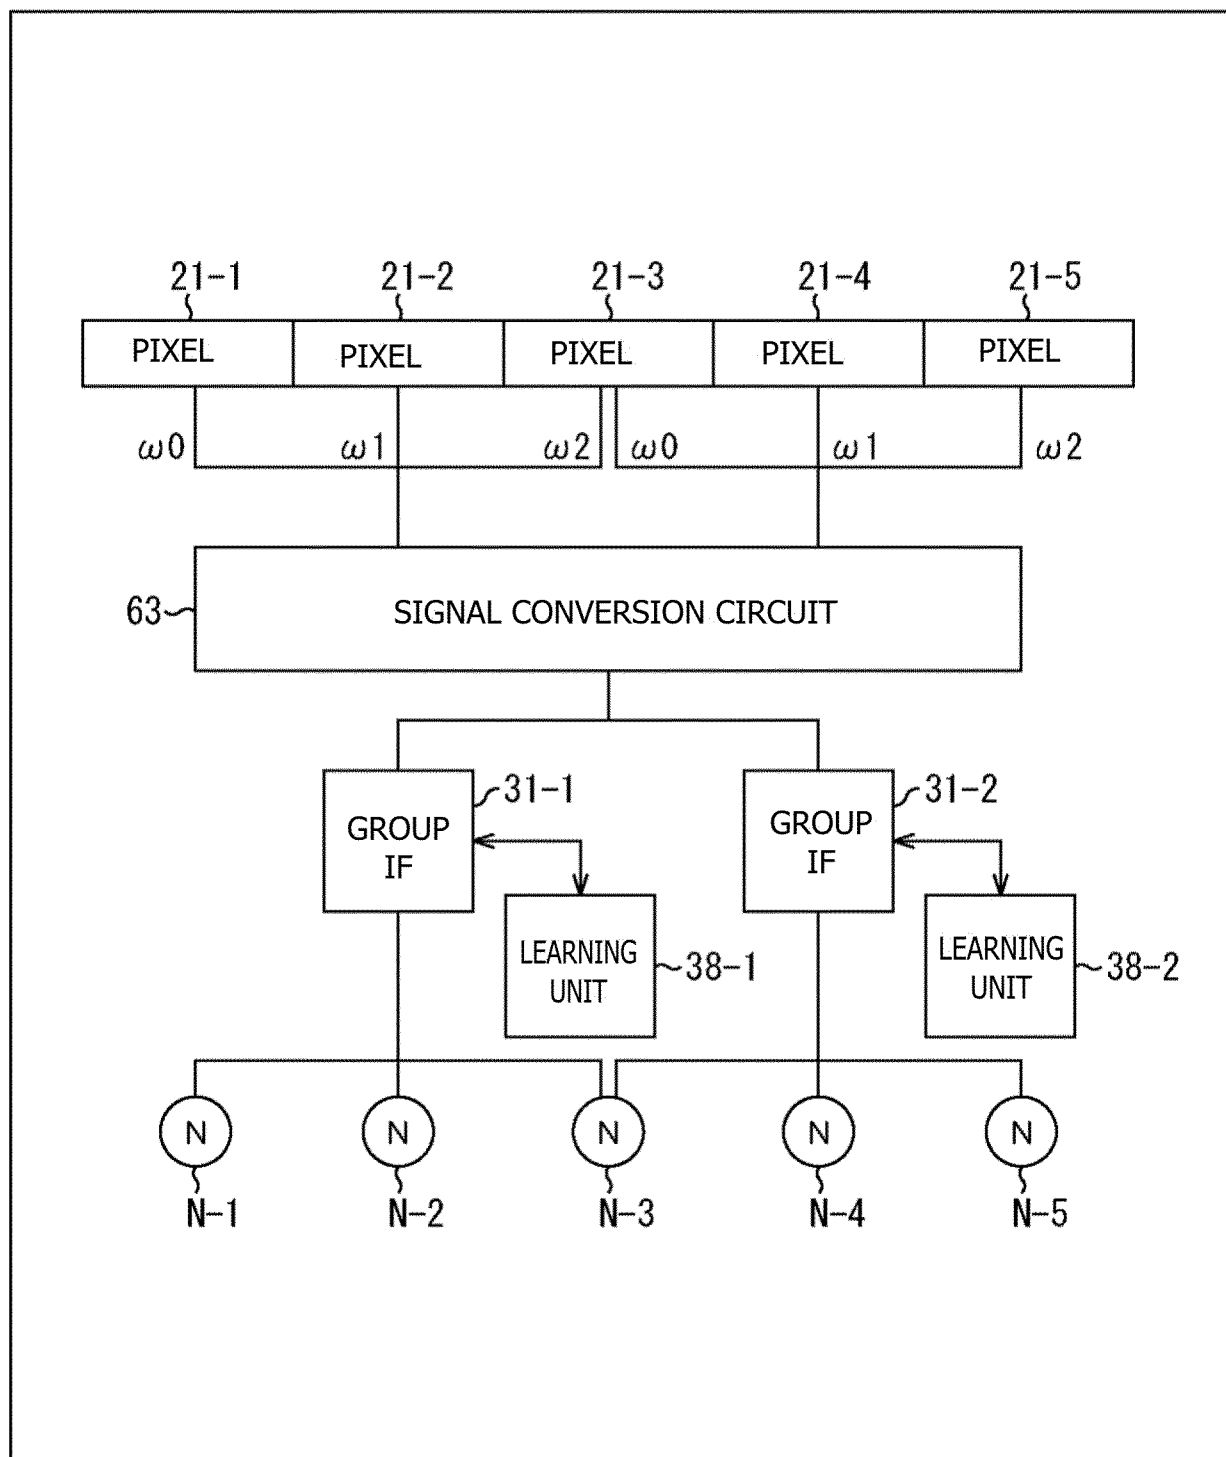 21-1 21-2 21-3 21-4 21-5
PIXEL PIXEL PIXEL PIXEL PIXEL
ω0 ω1 ω2 ω0 ω1 ω2
63
SIGNAL CONVERSION CIRCUIT
31-1
GROUP
IF
31-2
GROUP
IF
LEARNING
UNIT
38-1
LEARNING
UNIT
38-2
N N N N N
N-1 N-2 N-3 N-4 N-5